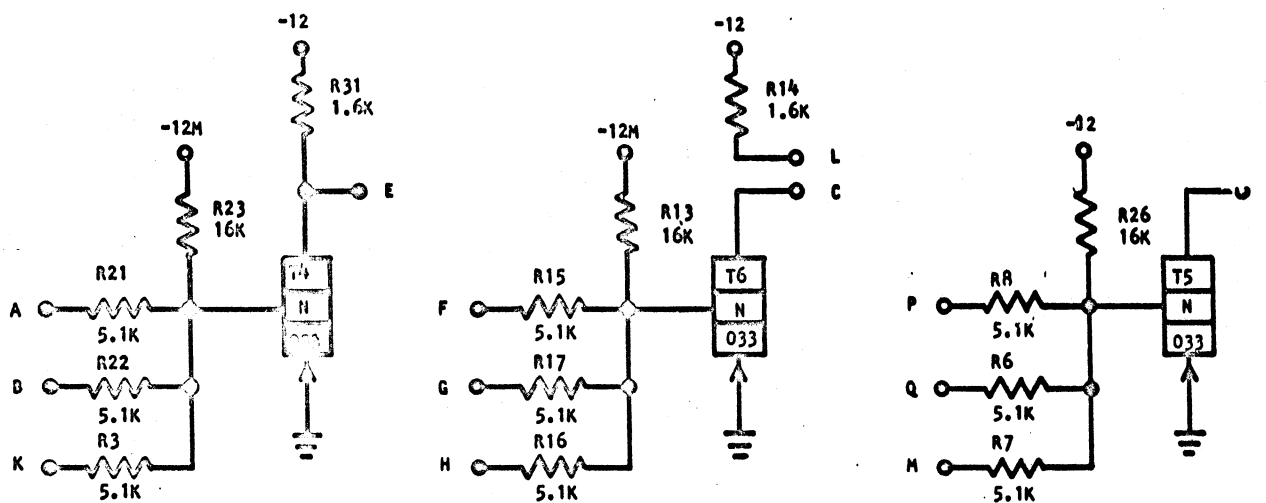 -12
R31
1.6K
-12M
R23
16K
E
R21
A
5.1K
R22
B
5.1K
R3
K
5.1K
T4
N
-12
R14
1.6K
L
C
-12M
R13
16K
R15
F
5.1K
R17
G
5.1K
R16
H
5.1K
T6
N
033
-12
R26
16K
R8
P
5.1K
R6
Q
5.1K
R7
M
5.1K
T5
N
033